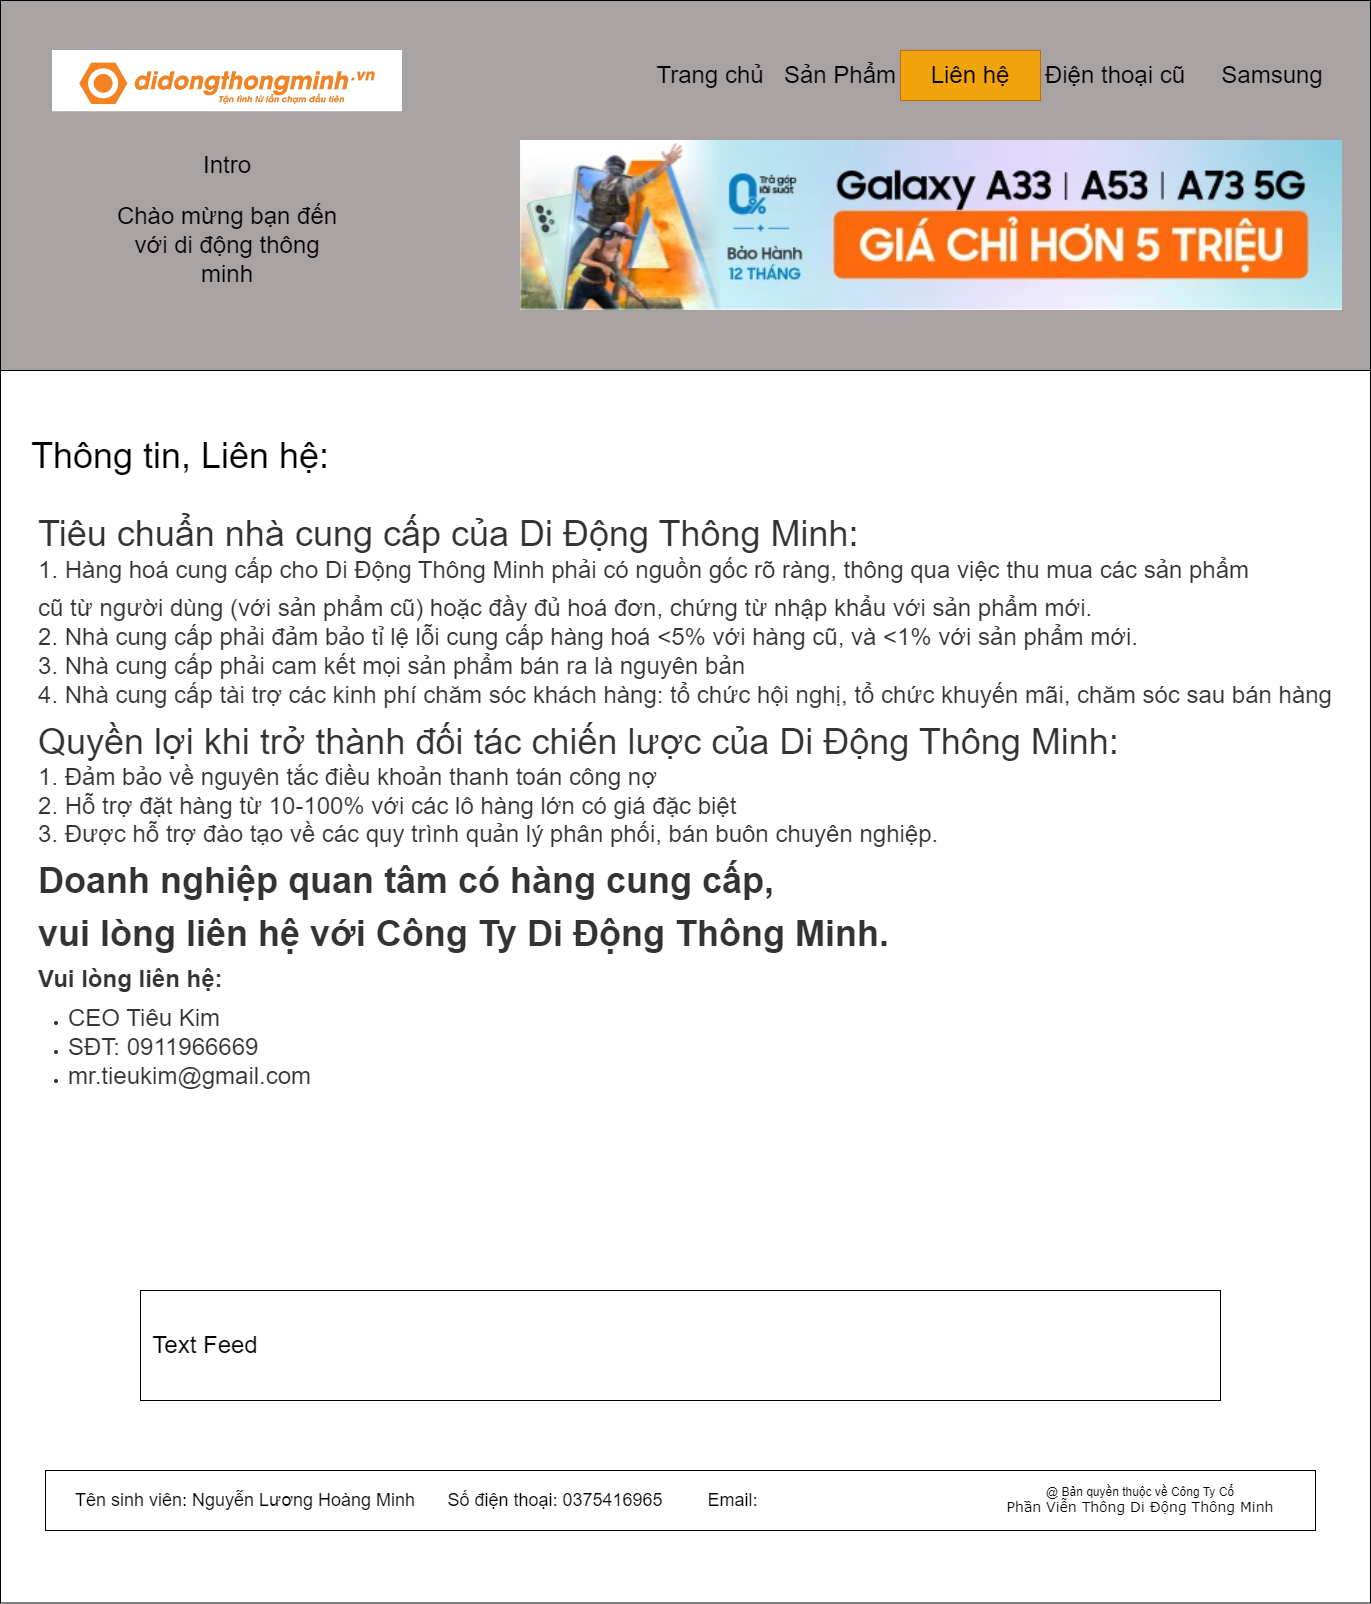 didongthongminh.vn
Tận tình từ lần chạm đầu tiên
Trang chủ Sản Phẩm Liên hệ Điện thoại cũ Samsung
Intro
Chào mừng bạn đến
với di động thông
minh
0%
Trả góp
lãi suất
Bảo Hành
12 THÁNG
Galaxy A33 | A53 | A73 5G
GIÁ CHỈ HƠN 5 TRIỆU
Thông tin, Liên hệ:
Tiêu chuẩn nhà cung cấp của Di Động Thông Minh:
1. Hàng hoá cung cấp cho Di Động Thông Minh phải có nguồn gốc rõ ràng, thông qua việc thu mua các sản phẩm
cũ từ người dùng (với sản phẩm cũ) hoặc đầy đủ hoá đơn, chứng từ nhập khẩu với sản phẩm mới.
2. Nhà cung cấp phải đảm bảo tỉ lệ lỗi cung cấp hàng hoá <5% với hàng cũ, và <1% với sản phẩm mới.
3. Nhà cung cấp phải cam kết mọi sản phẩm bán ra là nguyên bản
4. Nhà cung cấp tài trợ các kinh phí chăm sóc khách hàng: tổ chức hội nghị, tổ chức khuyến mãi, chăm sóc sau bán hàng
Quyền lợi khi trở thành đối tác chiến lược của Di Động Thông Minh:
1. Đảm bảo về nguyên tắc điều khoản thanh toán công nợ
2. Hỗ trợ đặt hàng từ 10-100% với các lô hàng lớn có giá đặc biệt
3. Được hỗ trợ đào tạo về các quy trình quản lý phân phối, bán buôn chuyên nghiệp.
Doanh nghiệp quan tâm có hàng cung cấp,
vui lòng liên hệ với Công Ty Di Động Thông Minh.
Vui lòng liên hệ:
• CEO Tiêu Kim
• SĐT: 0911966669
• mr.tieukim@gmail.com
Text Feed
Tên sinh viên: Nguyễn Lương Hoàng Minh Số điện thoại: 0375416965 Email:
@ Bản quyền thuộc về Công Ty Cổ
Phần Viễn Thông Di Động Thông Minh